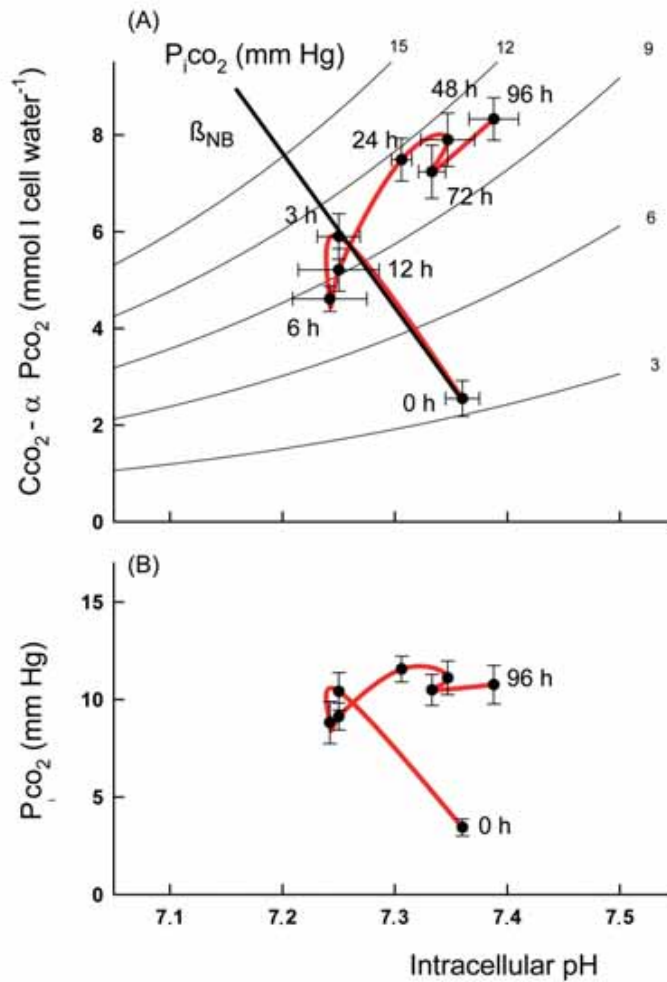 (A)
PᵢCO₂ (mm Hg)
15
12
9
6
3
βNB
48 h
96 h
24 h
72 h
3 h
12 h
6 h
0 h
8
6
4
2
0
Cco₂ - α Pco₂ (mmol l cell water⁻¹)
(B)
15
10
5
0
Pᵢco₂ (mm Hg)
96 h
0 h
7.1 7.2 7.3 7.4 7.5
Intracellular pH